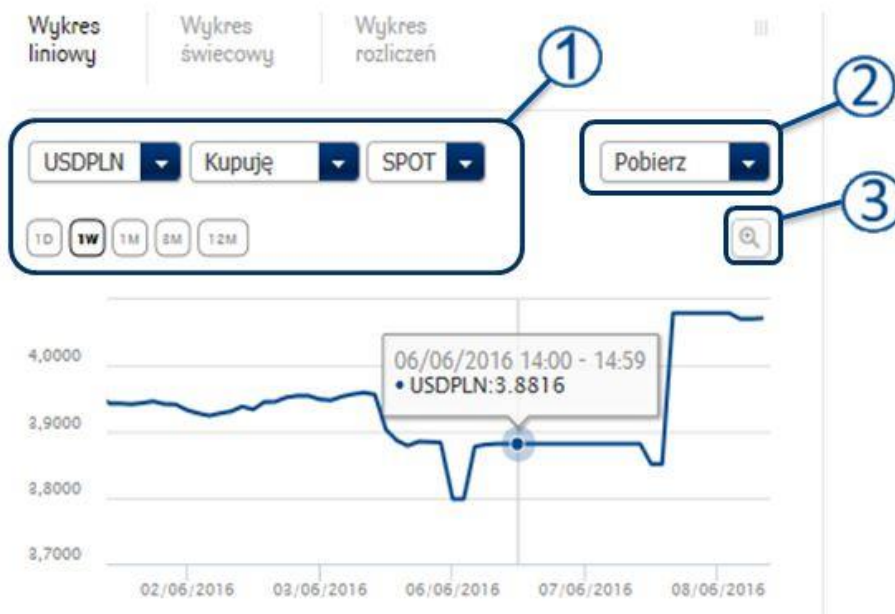 Wykres liniowy
Wykres świecowy
Wykres rozliczeń
1
USDPLN
Kupuję
SPOT
Pobierz
2
1D
1W
1M
3M
12M
3
06/06/2016 14:00 - 14:59
• USDPLN:3.8816
4,0000
3,9000
3,8000
3,7000
02/06/2016
03/06/2016
06/06/2016
07/06/2016
08/06/2016